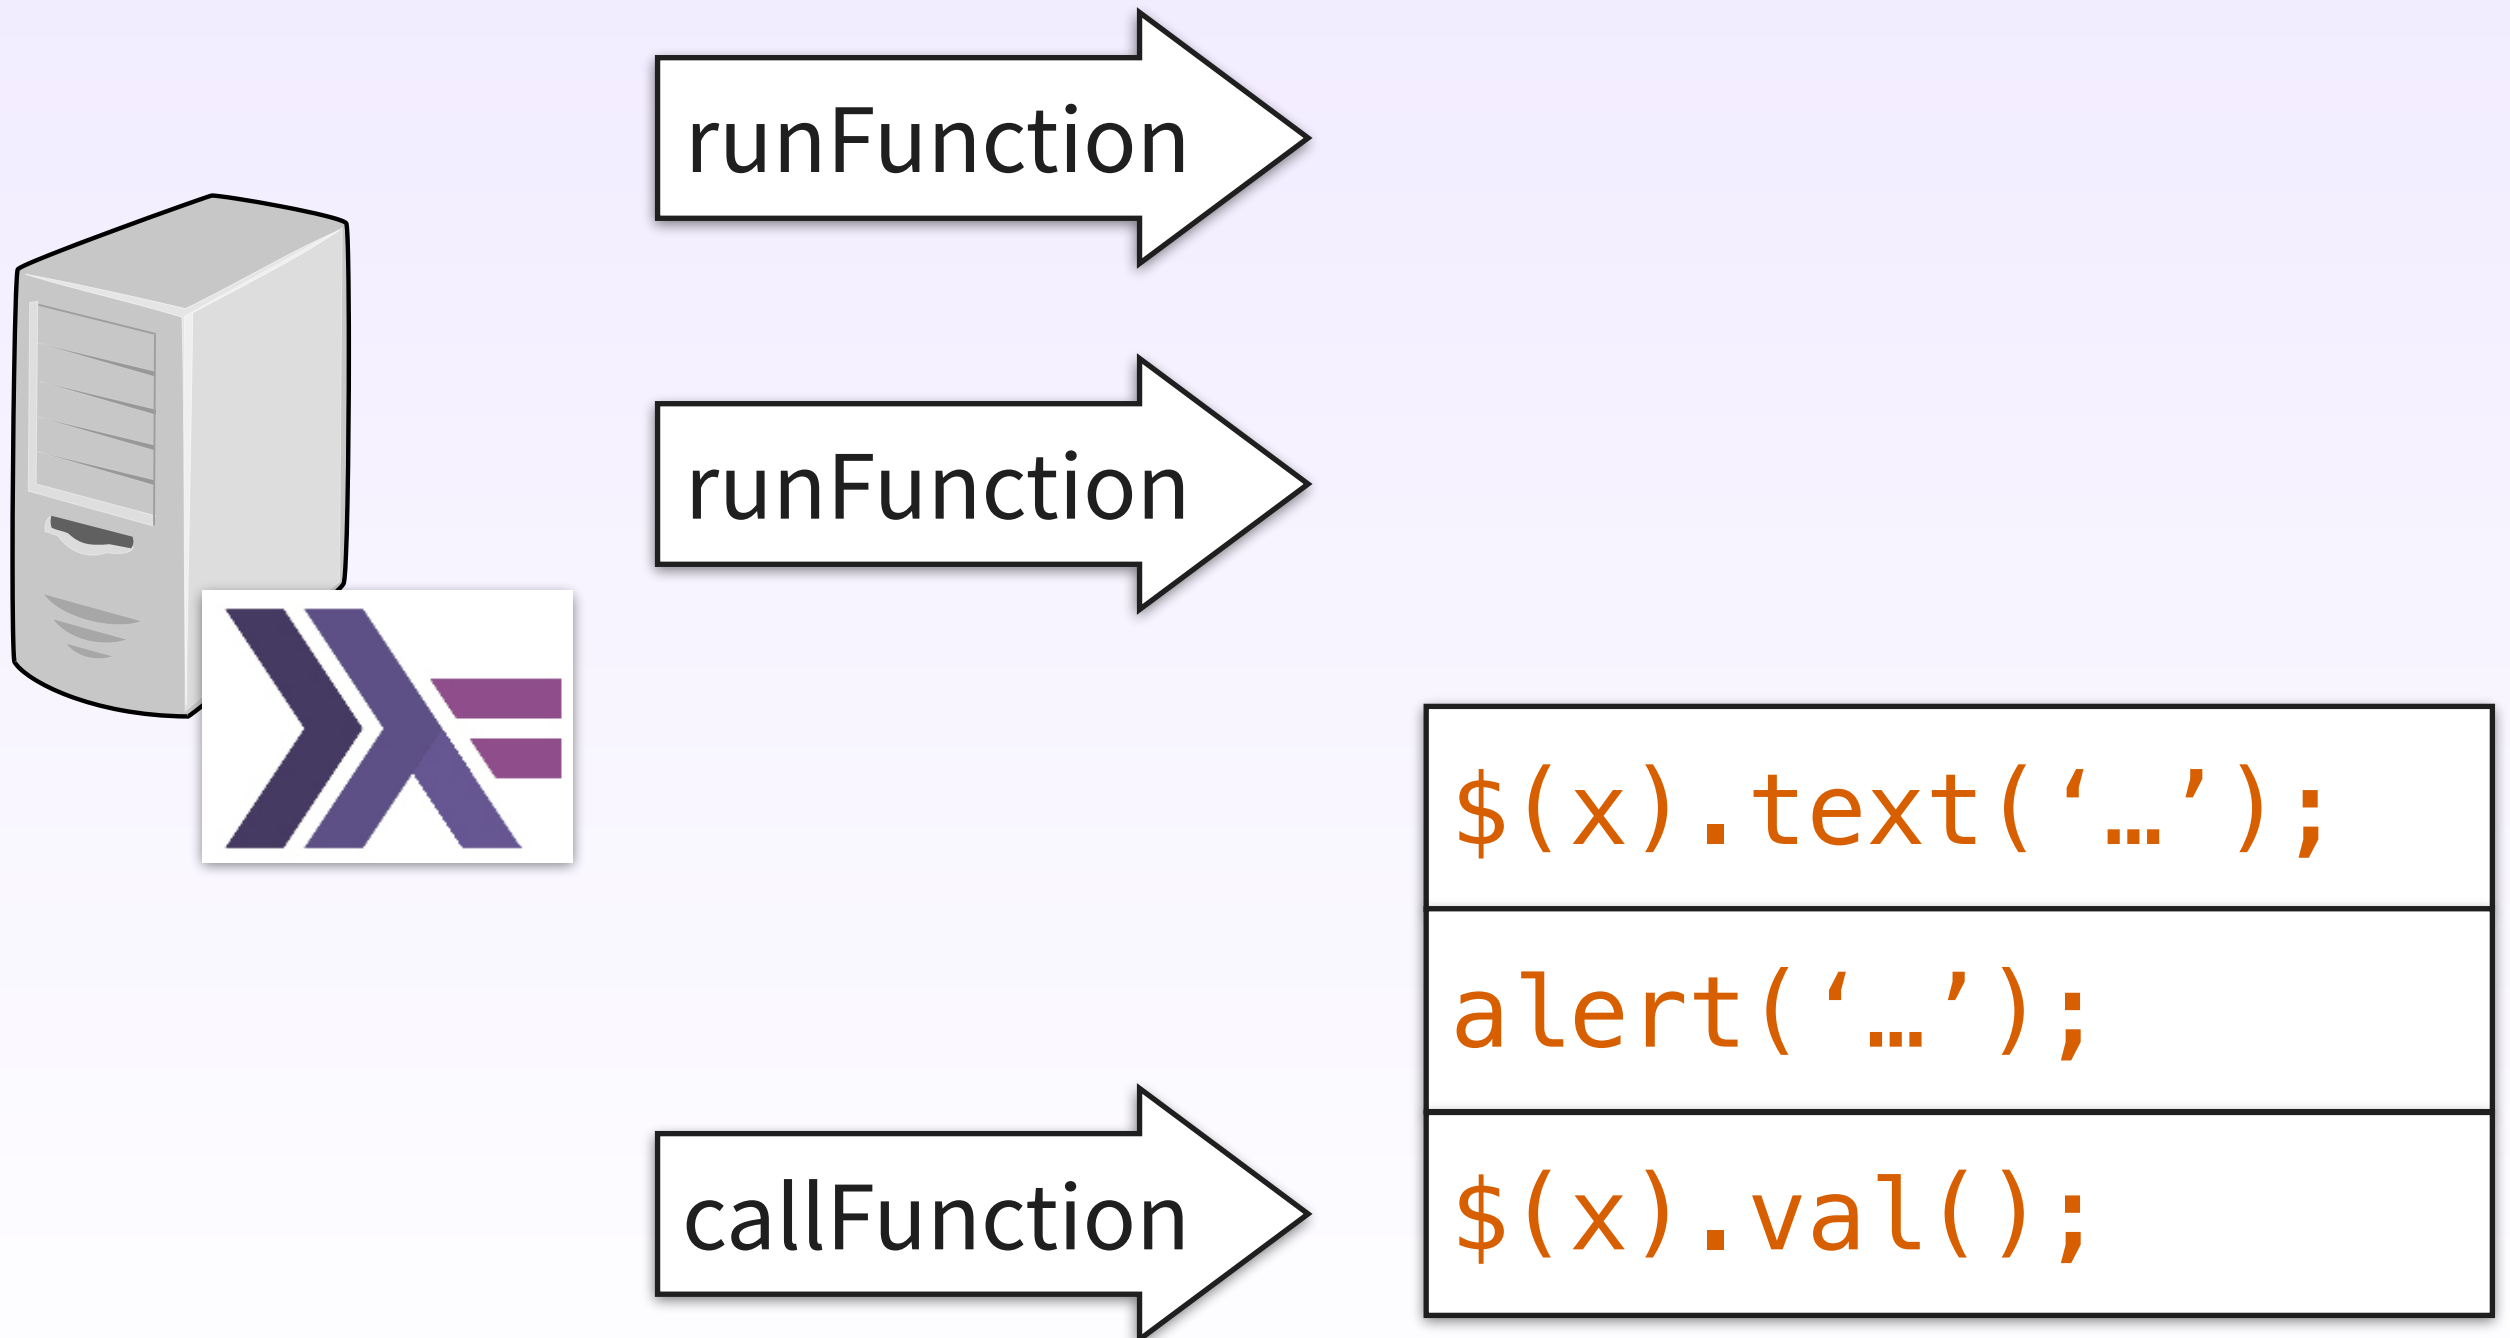 runFunction
runFunction
$(x).text(‘…’);
alert(‘…’);
callFunction
$(x).val();